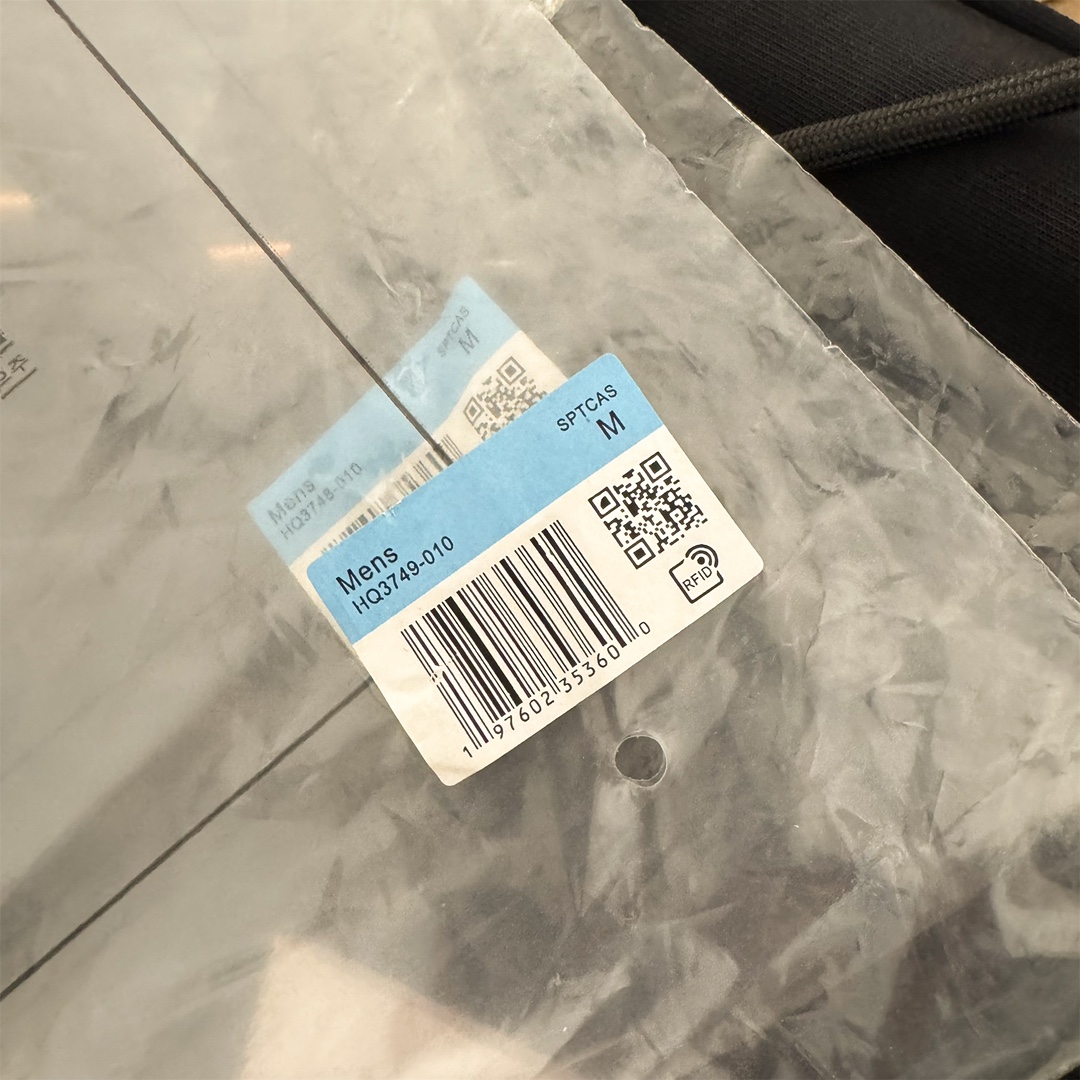 SPTCAS
M
Mens
HQ3748-010
SPTCAS
M
Mens
HQ3749-010
RFID
1 97602 35360 0